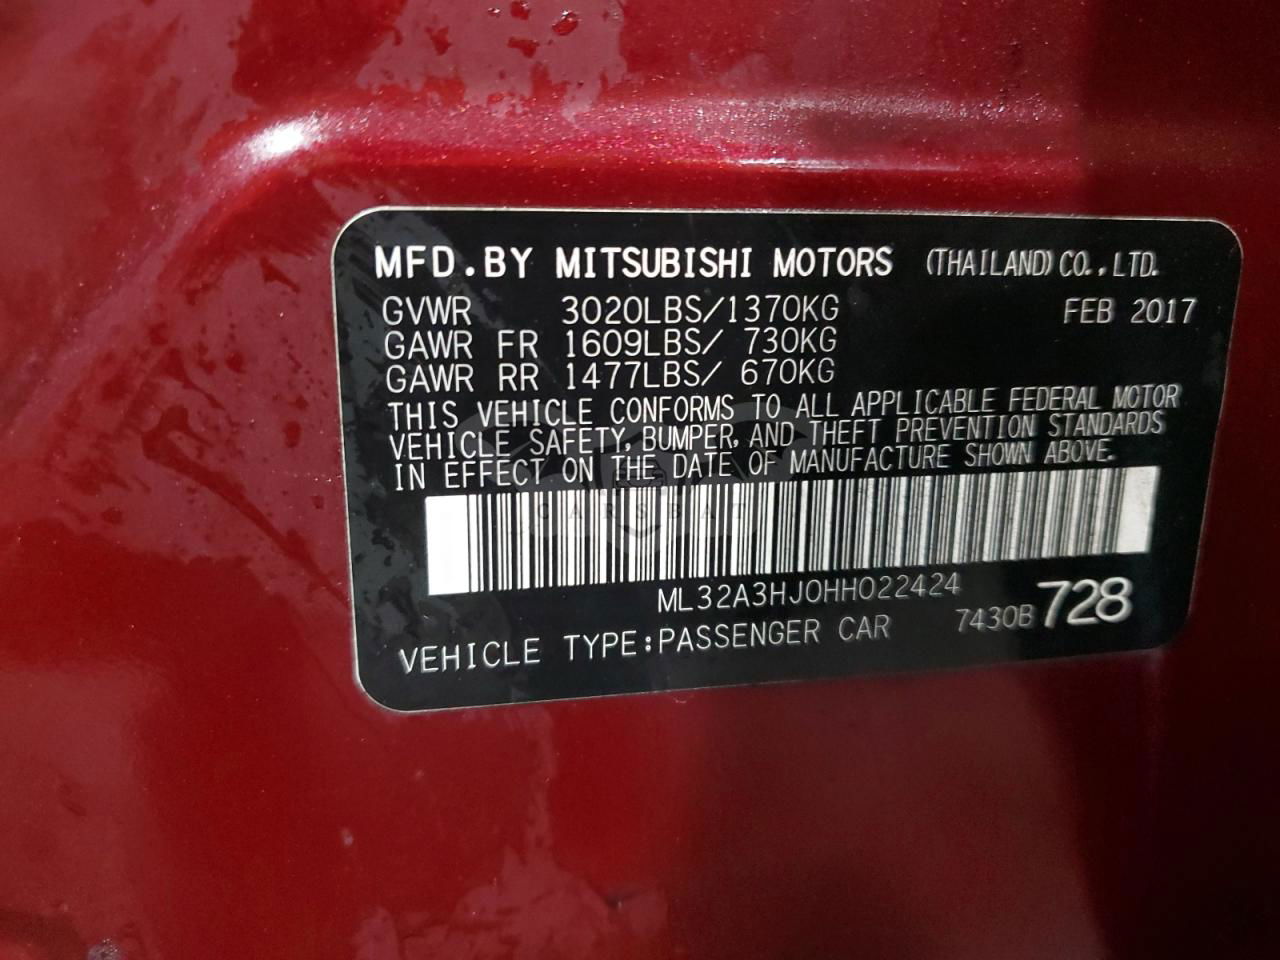 MFD.BY MITSUBISHI MOTORS (THAILAND) CO.,LTD.
GVWR 3020LBS/1370KG FEB 2017
GAWR FR 1609LBS/ 730KG
GAWR RR 1477LBS/ 670KG
THIS VEHICLE CONFORMS TO ALL APPLICABLE FEDERAL MOTOR
VEHICLE SAFETY, BUMPER, AND THEFT PREVENTION STANDARDS
IN EFFECT ON THE DATE OF MANUFACTURE SHOWN ABOVE.
CARSBAT
ML32A3HJ0HH022424
7430B 728
VEHICLE TYPE:PASSENGER CAR